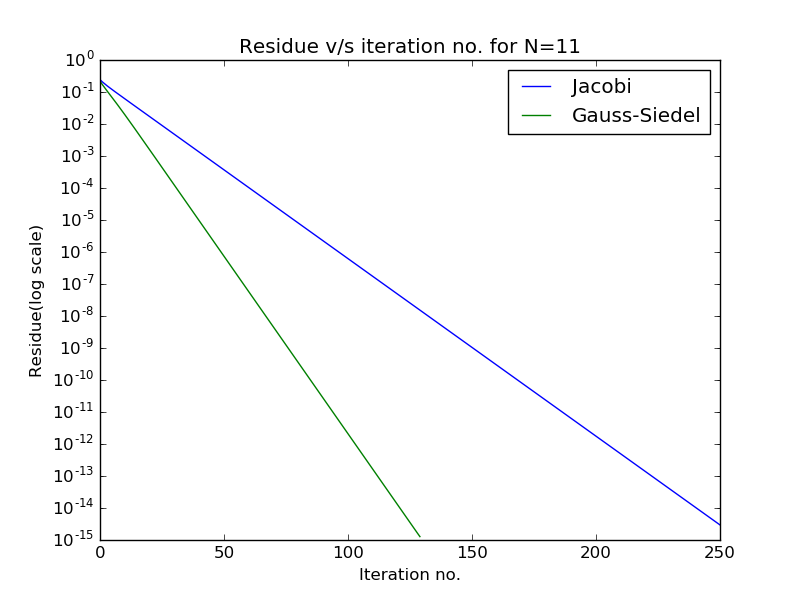 Residue v/s iteration no. for N=11
Jacobi
Gauss-Siedel
Residue(log scale)
10^0
10^-1
10^-2
10^-3
10^-4
10^-5
10^-6
10^-7
10^-8
10^-9
10^-10
10^-11
10^-12
10^-13
10^-14
10^-15
0 50 100 150 200 250
Iteration no.